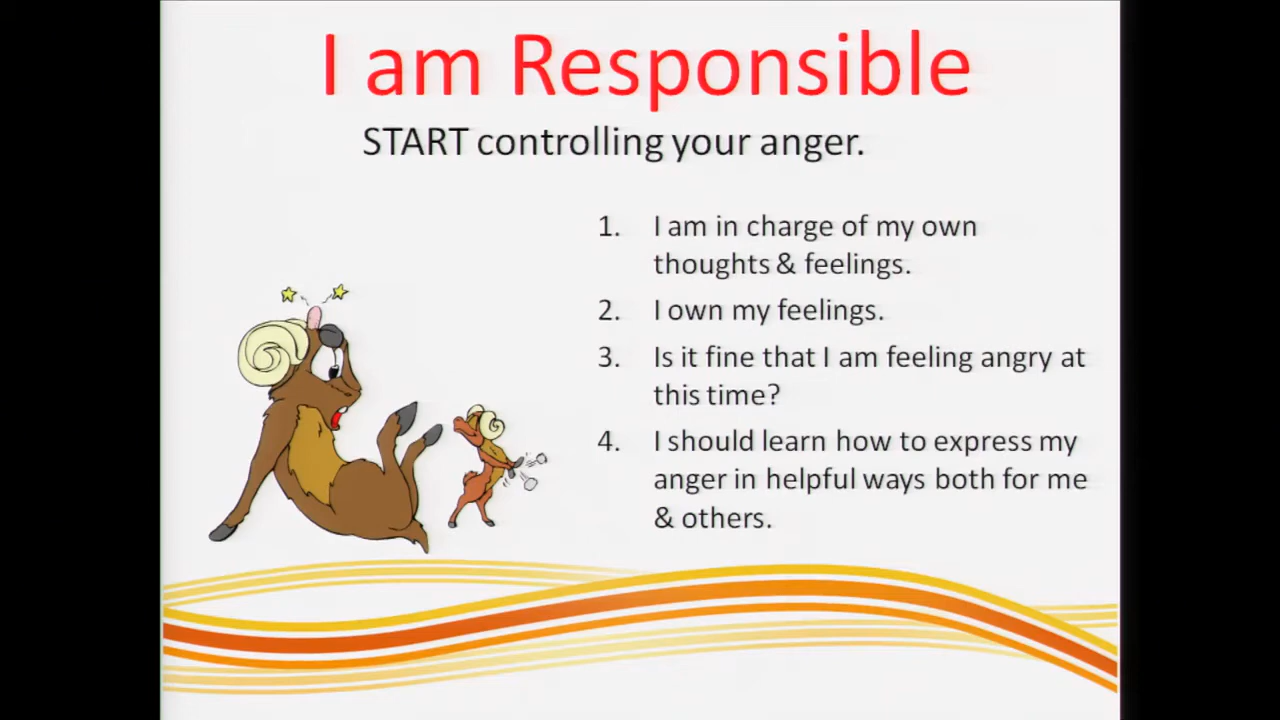 I am Responsible
START controlling your anger.
1. I am in charge of my own
thoughts & feelings.
2. I own my feelings.
3. Is it fine that I am feeling angry at
this time?
4. I should learn how to express my
anger in helpful ways both for me
& others.